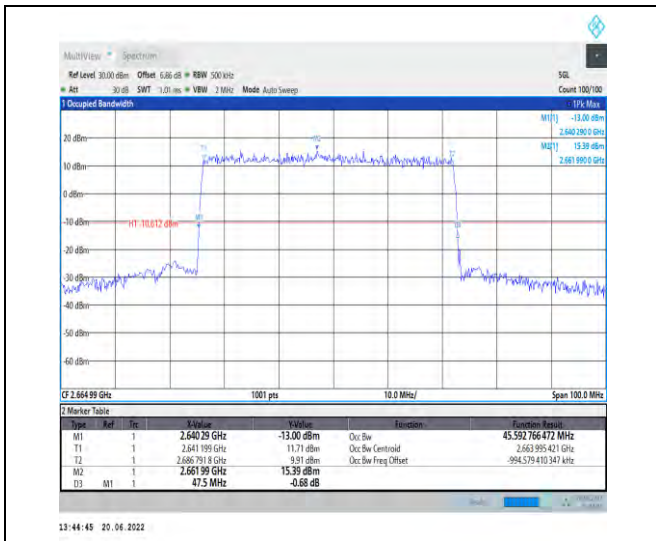 MultiView Spectrum
Ref Level 30.00 dBm Offset 6.86 dB RBW 500 kHz SGL
Att 30 dB SWT 1.01 ms VBW 2 MHz Mode Auto Sweep Count 100/100
1 Occupied Bandwidth 1Pk Max
M1[1] -13.00 dBm
2.640 290 0 GHz
M2[1] 15.39 dBm
2.661 990 0 GHz
20 dBm
T1 M2 T2
10 dBm
0 dBm
M1
-10 dBm
H1 -10.612 dBm
D3
-20 dBm
-30 dBm
-40 dBm
-50 dBm
-60 dBm
CF 2.664 99 GHz 1001 pts 10.0 MHz/ Span 100.0 MHz
2 Marker Table
Type Ref Trc X-Value Y-Value Function Function Result
M1 1 2.640 29 GHz -13.00 dBm Occ Bw 45.592 766 472 MHz
T1 1 2.641 199 GHz 11.71 dBm Occ Bw Centroid 2.663 995 421 GHz
T2 1 2.686 791 8 GHz 9.91 dBm Occ Bw Freq Offset -994.579 410 347 kHz
M2 1 2.661 99 GHz 15.39 dBm
D3 M1 1 47.5 MHz -0.68 dB
13:44:45 20.06.2022